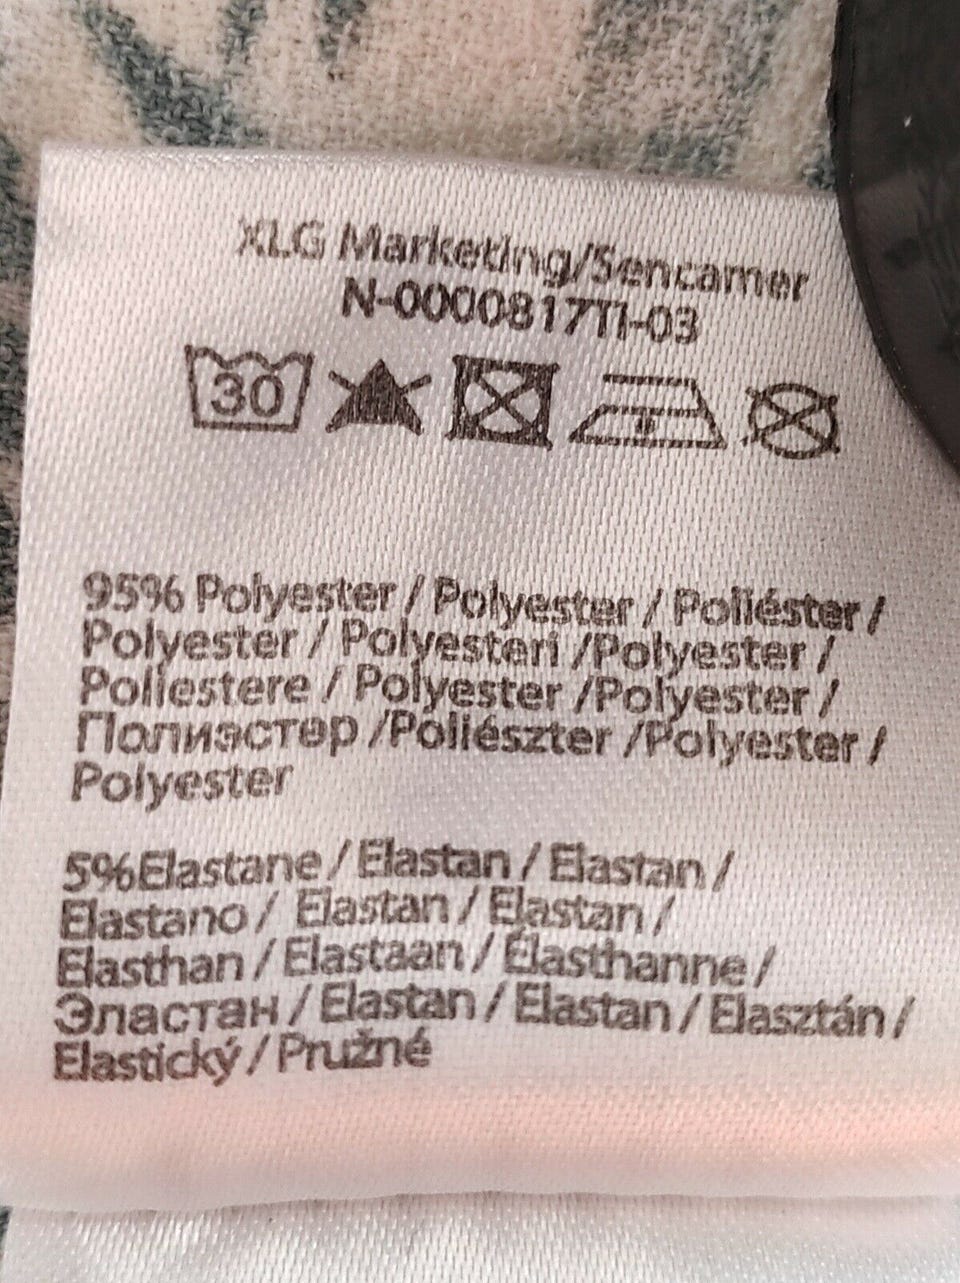 XLG Marketing/Sencamer
N-0000817TI-03
30
95% Polyester / Polyester / Poliéster /
Polyester / Polyesteri /Polyester /
Poliestere / Polyester /Polyester /
Полиэстер /Poliészter /Polyester /
Polyester
5%Elastane / Elastan / Elastan /
Elastano / Elastan / Elastan /
Elasthan / Elastaan / Élasthanne /
Эластан / Elastan / Elastan / Elasztán /
Elastický / Pružné